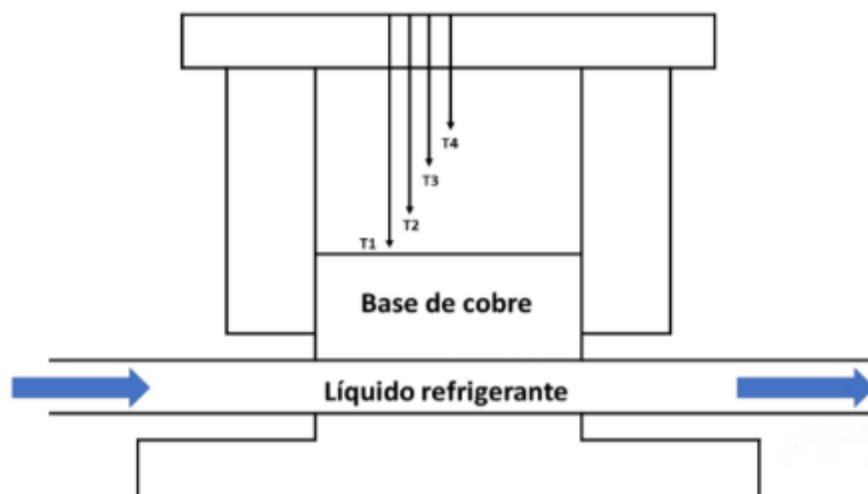 T4
T3
T2
T1
Base de cobre
Líquido refrigerante